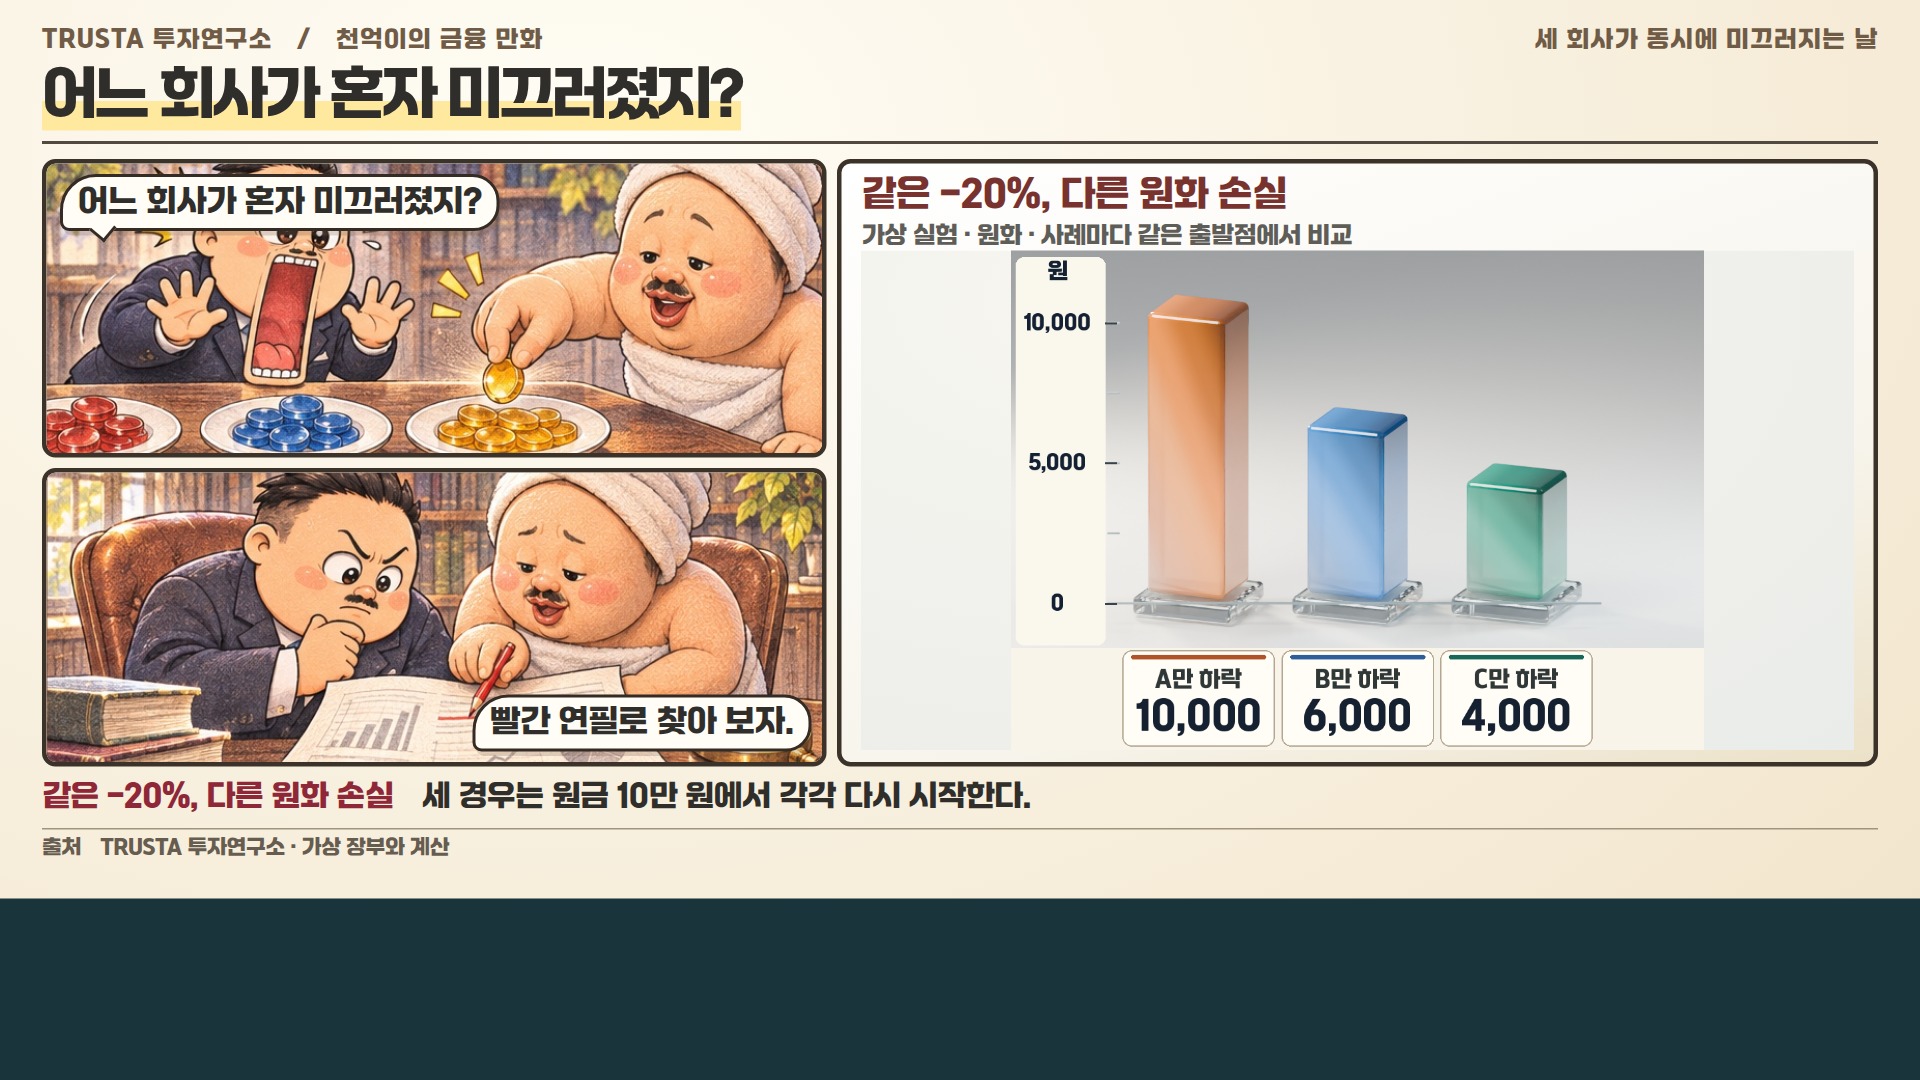 TRUSTA 투자연구소 / 천억이의 금융 만화
세 회사가 동시에 미끄러지는 날
어느 회사가 혼자 미끄러졌지?
어느 회사가 혼자 미끄러졌지?
빨간 연필로 찾아 보자.
같은 −20%, 다른 원화 손실
가상 실험 · 원화 · 사례마다 같은 출발점에서 비교
원
10,000
5,000
0
A만 하락
10,000
B만 하락
6,000
C만 하락
4,000
같은 −20%, 다른 원화 손실 세 경우는 원금 10만 원에서 각각 다시 시작한다.
출처 TRUSTA 투자연구소 · 가상 장부와 계산